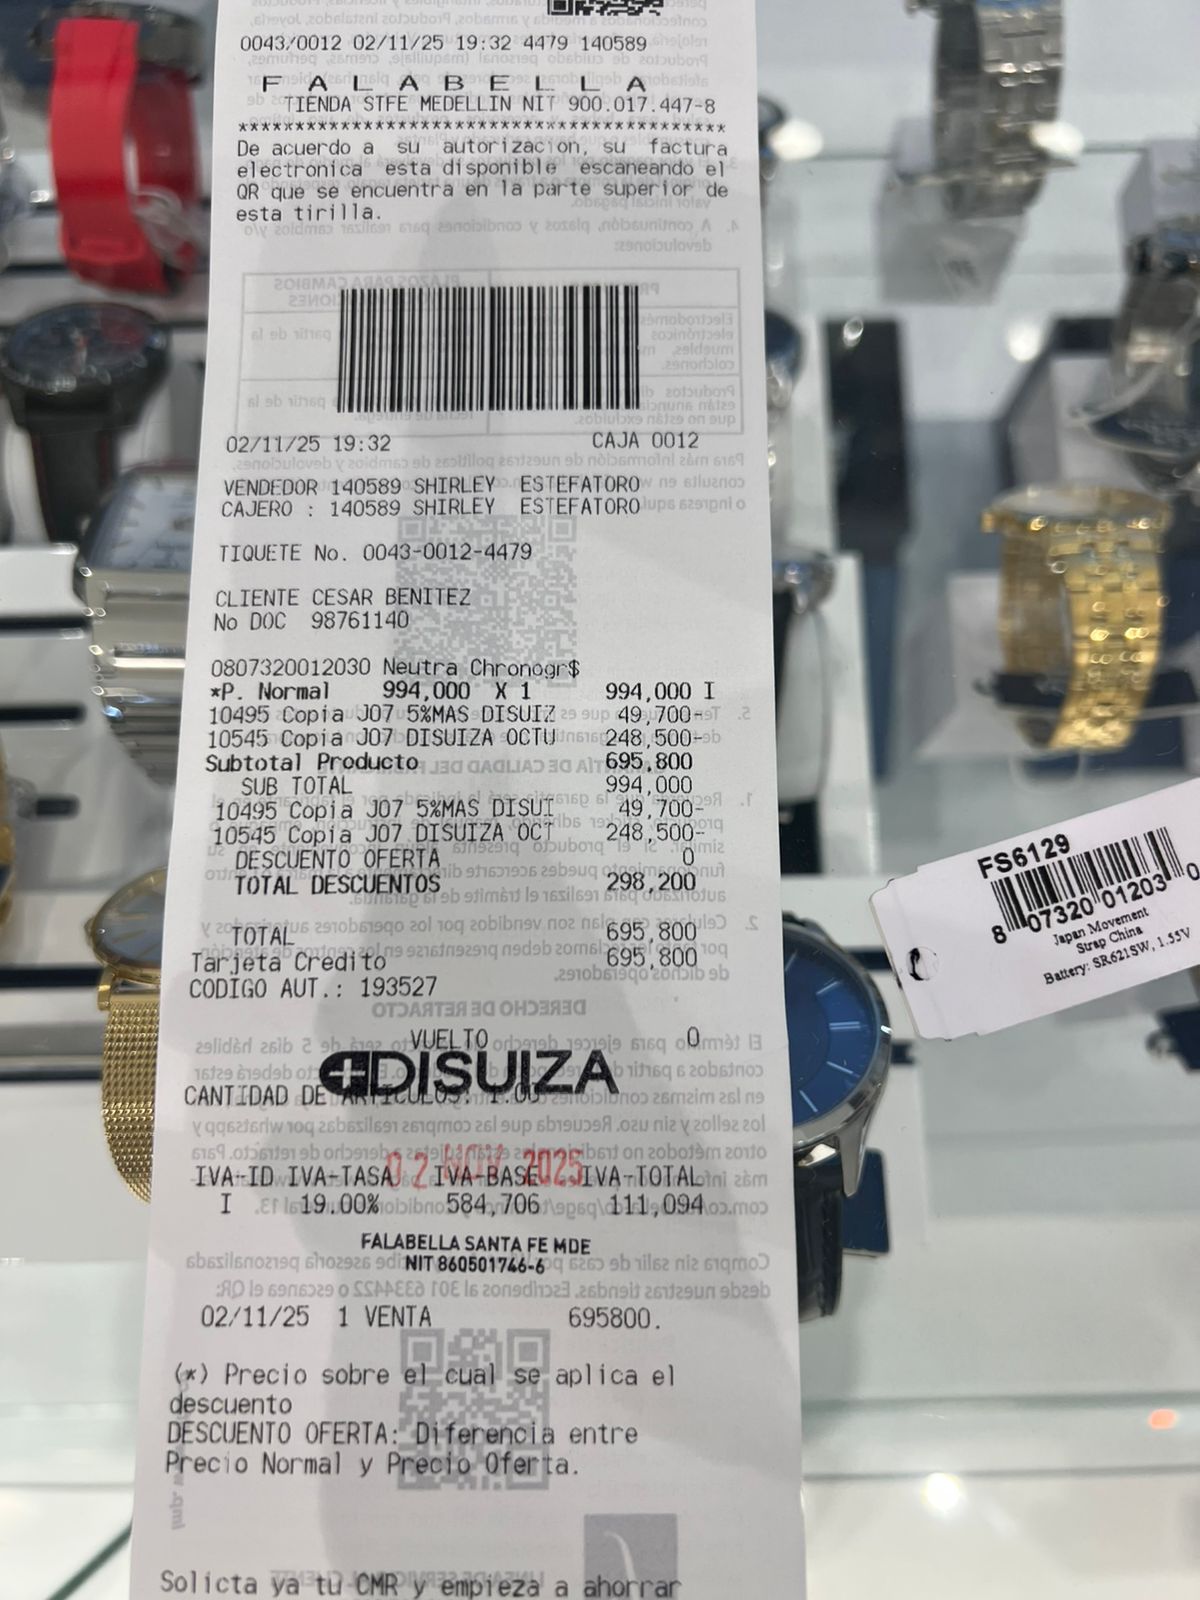 0043/0012 02/11/25 19:32 4479 140589
F A L A B E L L A
TIENDA STFE MEDELLIN NIT 900.017.447-8
************************************************
De acuerdo a su autorizacion, su factura
electronica esta disponible escaneando el
QR que se encuentra en la parte superior de
esta tirilla.
02/11/25 19:32 CAJA 0012
VENDEDOR 140589 SHIRLEY ESTEFATORO
CAJERO : 140589 SHIRLEY ESTEFATORO
TIQUETE No. 0043-0012-4479
CLIENTE CESAR BENITEZ
No DOC 98761140
0807320012030 Neutra Chronogr$
*P. Normal 994,000 X 1 994,000 I
10495 Copia J07 5%MAS DISUIZ 49,700-
10545 Copia J07 DISUIZA OCTU 248,500-
Subtotal Producto 695,800
SUB TOTAL 994,000
10495 Copia J07 5%MAS DISUI 49,700-
10545 Copia J07 DISUIZA OCT 248,500-
DESCUENTO OFERTA 0
TOTAL DESCUENTOS 298,200
TOTAL 695,800
Tarjeta Credito 695,800
CODIGO AUT.: 193527
VUELTO 0
DISUIZA
CANTIDAD DE ARTICULOS: 1.00
02 NOV 2025
IVA-ID IVA-TASA IVA-BASE IVA-TOTAL
I 19.00% 584,706 111,094
FALABELLA SANTA FE MDE
NIT 860501746-6
02/11/25 1 VENTA 695800.
(*) Precio sobre el cual se aplica el
descuento
DESCUENTO OFERTA: Diferencia entre
Precio Normal y Precio Oferta.
Solicta ya tu CMR y empieza a ahorrar
FS6129
8 07320 01203 0
Japan Movement
Strap China
Battery: SR621SW, 1.55V